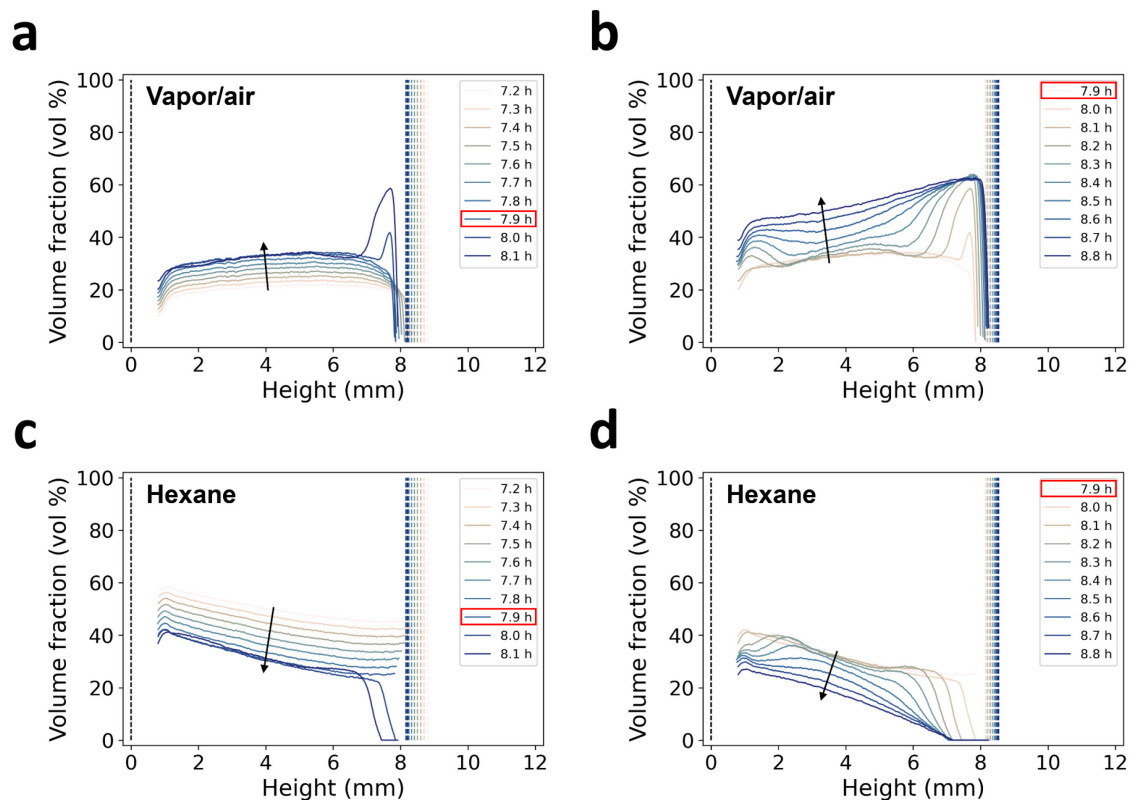 a
Vapor/air
Volume fraction (vol %)
100
80
60
40
20
0
0 2 4 6 8 10 12
Height (mm)
7.2 h
7.3 h
7.4 h
7.5 h
7.6 h
7.7 h
7.8 h
7.9 h
8.0 h
8.1 h
b
Vapor/air
Volume fraction (vol %)
100
80
60
40
20
0
0 2 4 6 8 10 12
Height (mm)
7.9 h
8.0 h
8.1 h
8.2 h
8.3 h
8.4 h
8.5 h
8.6 h
8.7 h
8.8 h
c
Hexane
Volume fraction (vol %)
100
80
60
40
20
0
0 2 4 6 8 10 12
Height (mm)
7.2 h
7.3 h
7.4 h
7.5 h
7.6 h
7.7 h
7.8 h
7.9 h
8.0 h
8.1 h
d
Hexane
Volume fraction (vol %)
100
80
60
40
20
0
0 2 4 6 8 10 12
Height (mm)
7.9 h
8.0 h
8.1 h
8.2 h
8.3 h
8.4 h
8.5 h
8.6 h
8.7 h
8.8 h